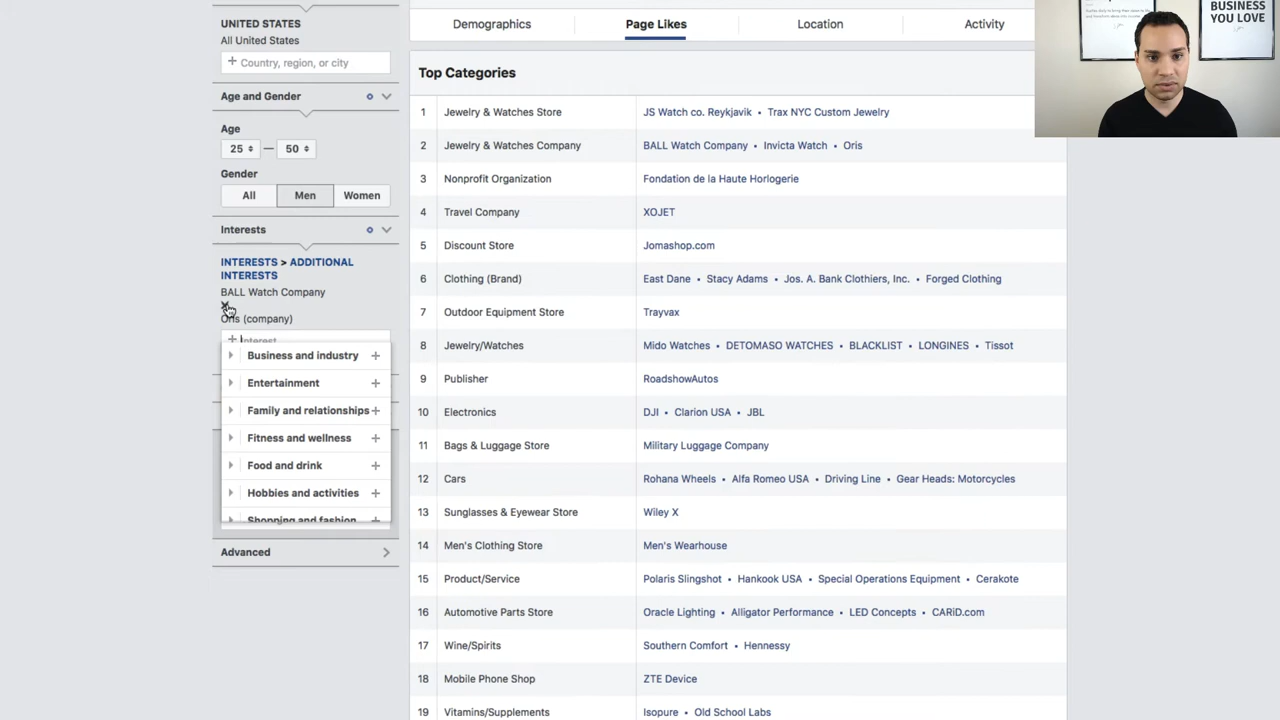 UNITED STATES
All United States
+ Country, region, or city
Age and Gender
Age
25 — 50
Gender
All Men Women
Interests
INTERESTS > ADDITIONAL
INTERESTS
BALL Watch Company
Oris (company)
+ Interest
Business and industry +
Entertainment +
Family and relationships +
Fitness and wellness +
Food and drink +
Hobbies and activities +
Shopping and fashion +
Advanced
Demographics Page Likes Location Activity
Top Categories
1 Jewelry & Watches Store JS Watch co. Reykjavik • Trax NYC Custom Jewelry
2 Jewelry & Watches Company BALL Watch Company • Invicta Watch • Oris
3 Nonprofit Organization Fondation de la Haute Horlogerie
4 Travel Company XOJET
5 Discount Store Jomashop.com
6 Clothing (Brand) East Dane • Stacy Adams • Jos. A. Bank Clothiers, Inc. • Forged Clothing
7 Outdoor Equipment Store Trayvax
8 Jewelry/Watches Mido Watches • DETOMASO WATCHES • BLACKLIST • LONGINES • Tissot
9 Publisher RoadshowAutos
10 Electronics DJI • Clarion USA • JBL
11 Bags & Luggage Store Military Luggage Company
12 Cars Rohana Wheels • Alfa Romeo USA • Driving Line • Gear Heads: Motorcycles
13 Sunglasses & Eyewear Store Wiley X
14 Men's Clothing Store Men's Wearhouse
15 Product/Service Polaris Slingshot • Hankook USA • Special Operations Equipment • Cerakote
16 Automotive Parts Store Oracle Lighting • Alligator Performance • LED Concepts • CARiD.com
17 Wine/Spirits Southern Comfort • Hennessy
18 Mobile Phone Shop ZTE Device
19 Vitamins/Supplements Isopure • Old School Labs
BUSINESS
YOU LOVE